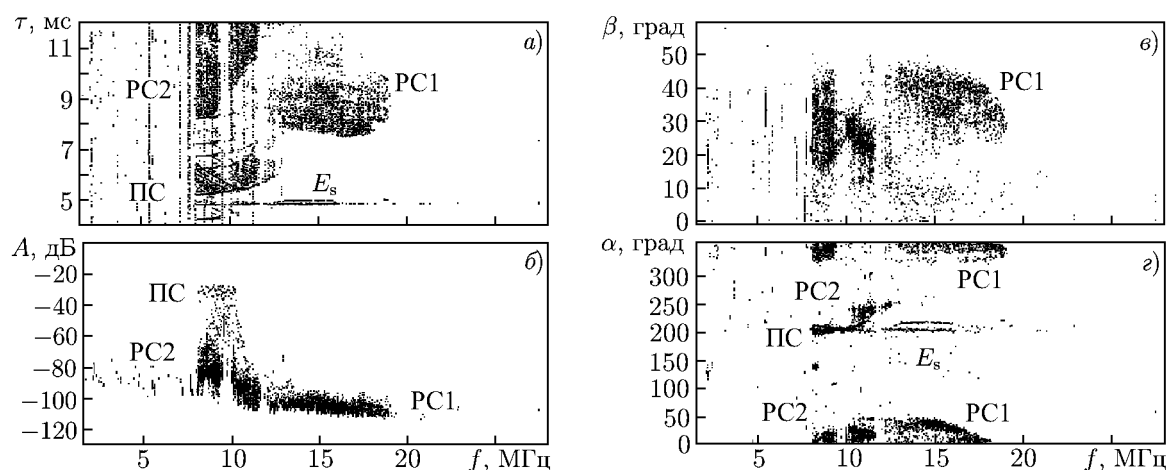 τ, мс
а)
11
9
7
5
РС2
РС1
ПС
Eₛ
A, дБ
б)
−20
−40
−60
−80
−100
−120
ПС
РС2
РС1
5 10 15 20 f, МГц
β, град
в)
50
40
30
20
10
0
РС1
α, град
г)
350
300
250
200
150
100
50
0
РС2
РС1
ПС
Eₛ
РС2
РС1
5 10 15 20 f, МГц